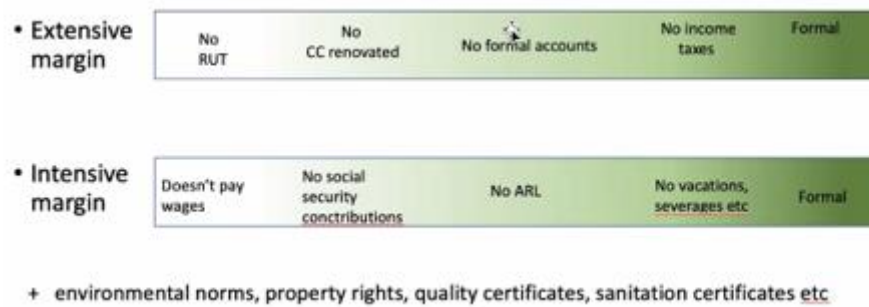 • Extensive margin
No RUT
No CC renovated
No formal accounts
No income taxes
Formal
• Intensive margin
Doesn't pay wages
No social security conctributions
No ARL
No vacations, severages etc
Formal
+ environmental norms, property rights, quality certificates, sanitation certificates etc